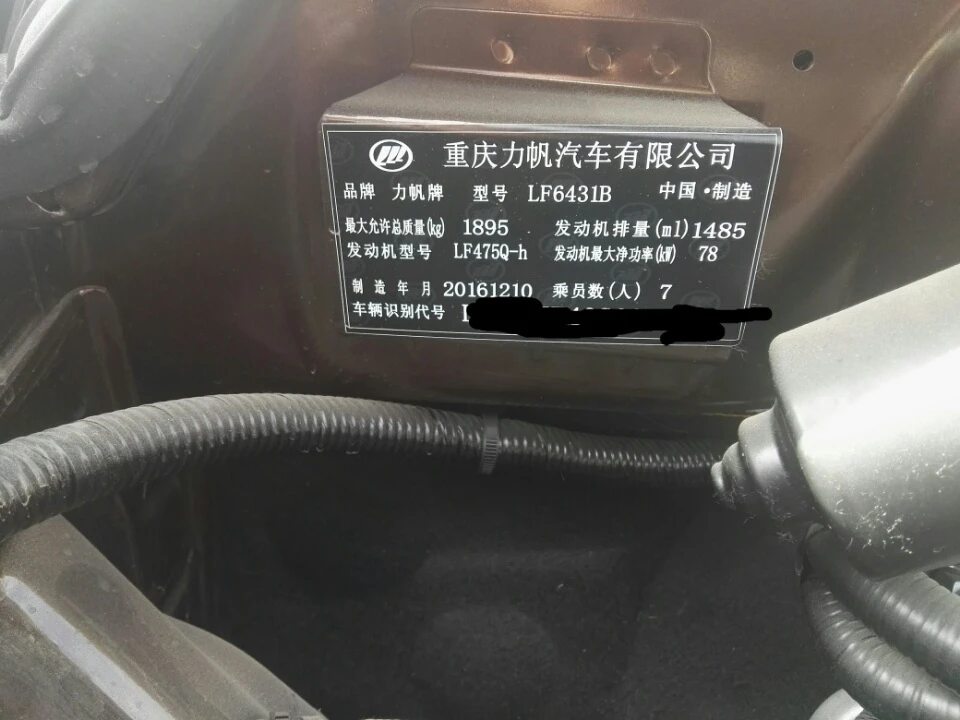 重庆力帆汽车有限公司
品牌 力帆牌 型号 LF6431B 中国·制造
最大允许总质量(kg) 1895 发动机排量(ml) 1485
发动机型号 LF475Q-h 发动机最大净功率(kW) 78
制造年月 20161210 乘员数(人) 7
车辆识别代号